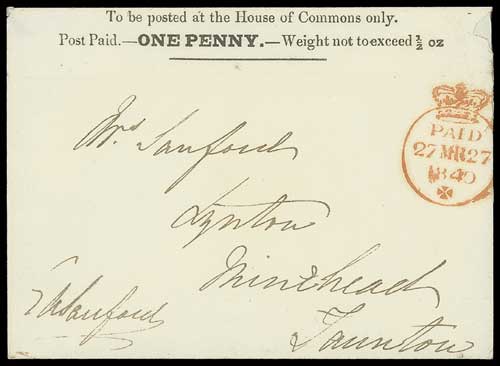 To be posted at the House of Commons only.
Post Paid.—ONE PENNY.—Weight not to exceed ½ oz
PAID
27 MR 27
1840
Mrs Sanford
Lynton
Minehead
Taunton
Sanford